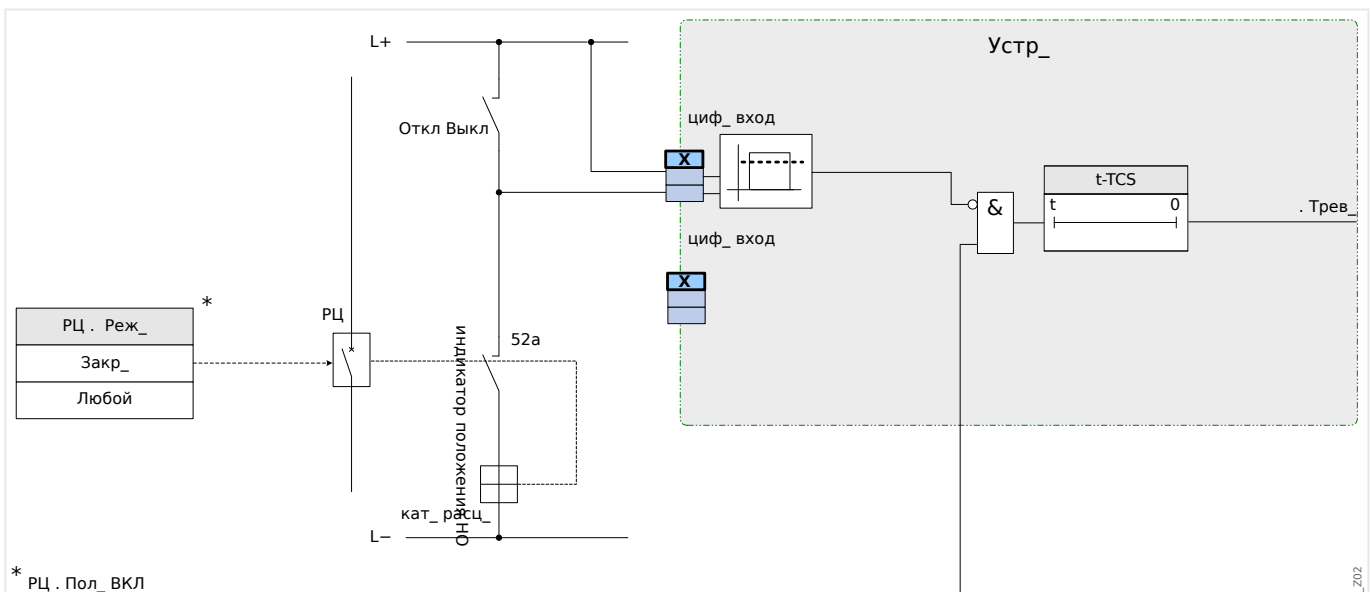 L+
Устр_
циф_ вход
Откл Выкл
X
t-TCS
&
t 0
. Трев_
циф_ вход
X
*
РЦ
РЦ . Реж_
52a
Закр_
индикатор положения НО
Любой
кат_ расц_
L−
* РЦ . Пол_ ВКЛ
_Z02